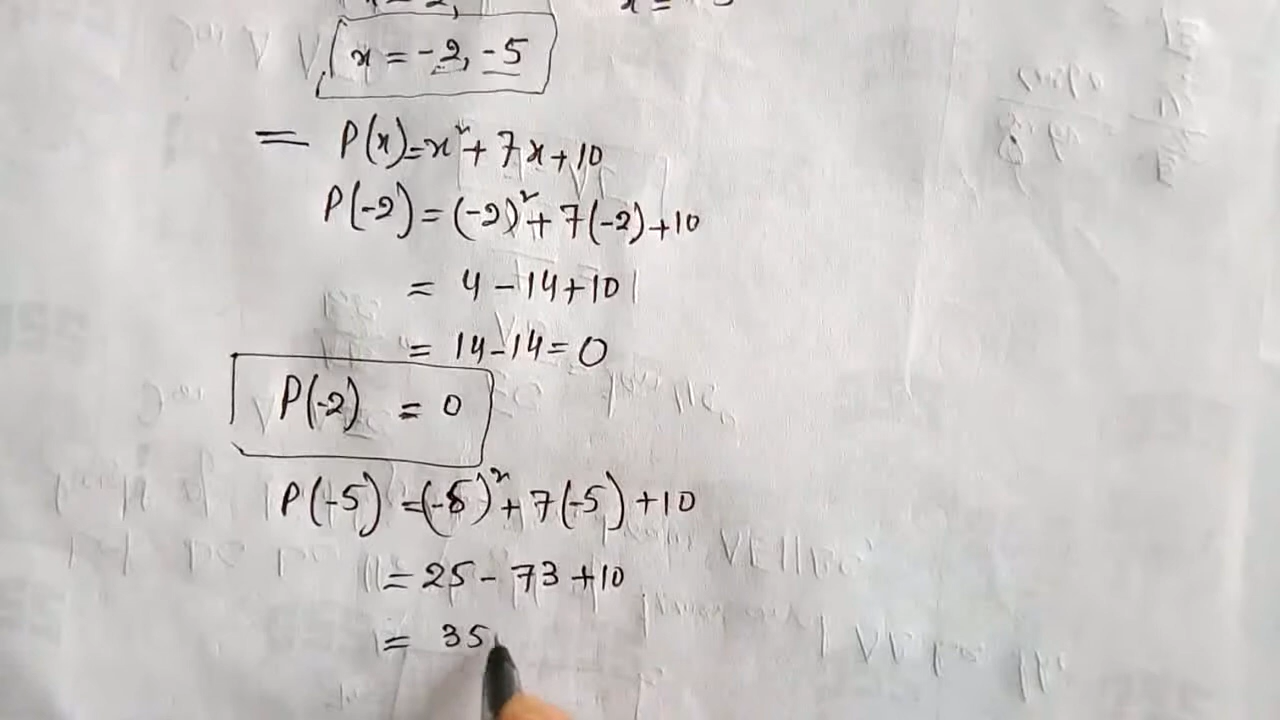 x = -2, -5
= P(x)=x²+ 7x+10
P(-2) = (-2)²+ 7(-2)+10
= 4 - 14+10
= 14-14= 0
P(-2) = 0
P(-5) =(-5)²+ 7(-5) +10
= 25 - 73 +10
= 35